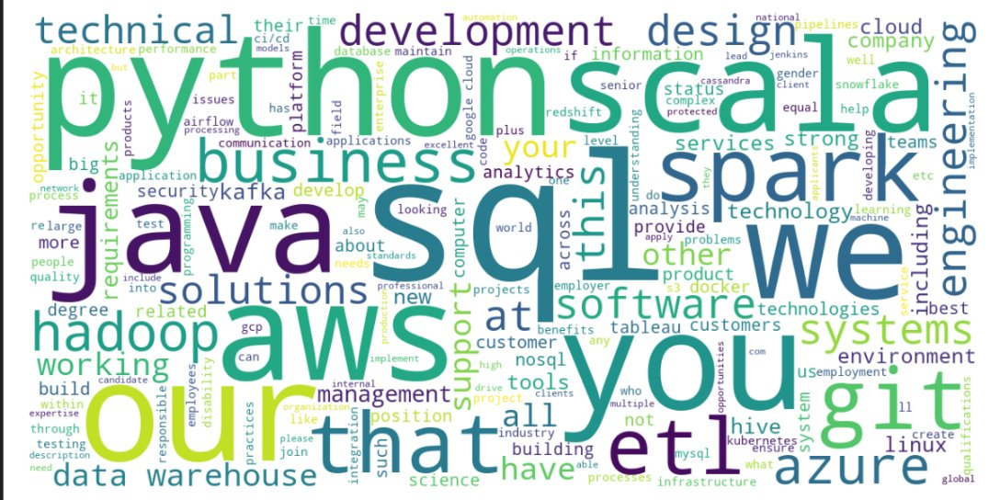 technical
their
time
automation
national
pipelines
development
design
cloud
architecture
performance
ci/cd
models
database
maintain
operations
if
information
lead
jenkins
company
python
scala
but
part
platform
enterprise
google cloud
senior
status
complex
cassandra
gender
client
well
snowflake
engineering
opportunity
it
issues
has
field
code
redshift
protected
equal
help
implementation
products
airflow
processing
plus
communication
applications
excellent
your
level
understanding
services
strong
teams
big
requirements
application
business
analytics
this
do
they
applicants
developing
etc
spark
network
process
security
kafka
develop
may
computer
one
analysis
technology
learning
java
sql
we
re
large
test
programming
make
also
looking
world
across
provide
machine
more
about
standards
apply
problems
including
people
needs
other
quality
include
into
solutions
professional
new
projects
employer
product
s3
docker
service
best
degree
related
support
at
software
technologies
hadoop
gcp
aws
production
customer
benefits
tableau
customers
systems
working
can
implement
nosql
any
you
com
environment
candidate
employees
disability
our
internal
management
high
tools
who
opportunities
us
employment
git
qualifications
build
within
responsible
organization
drive
clients
project
multiple
system
ll
expertise
practices
like
that
position
all
not
hive
through
please
integration
such
industry
able
etl
kubernetes
linux
create
testing
join
building
mysql
ensure
description
science
have
processes
what
azure
need
data warehouse
infrastructure
global